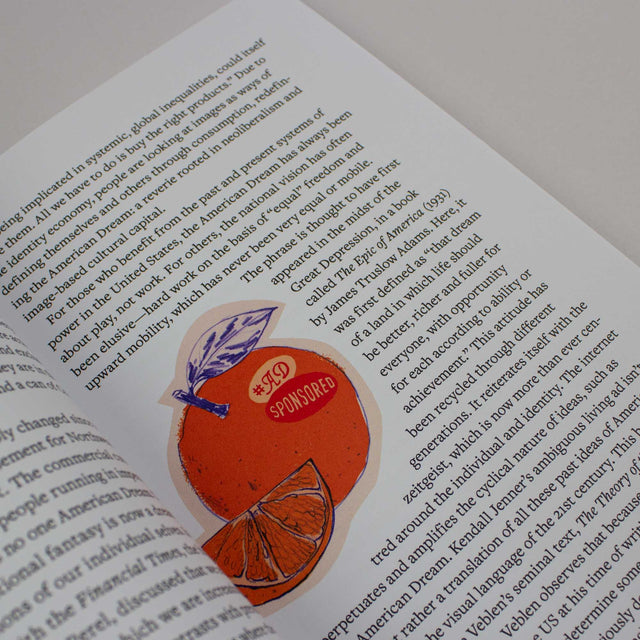 implicated in systemic, global inequalities, could itself
then. All we have to do is buy the right products.” Due to
identity economy, people are looking at images as ways of
defining themselves and others through consumption, redefin-
ing the American Dream: a reverie rooted in neoliberalism and
image-based cultural capital.
For those who benefit from the past and present systems of
power in the United States, the American Dream has always been
about play, not work. For others, the national vision has often
been elusive—hard work on the basis of “equal” freedom and
upward mobility, which has never been very equal or mobile.
The phrase is thought to have first
appeared in the midst of the
Great Depression, in a book
called The Epic of America (1931)
by James Truslow Adams. Here, it
was first defined as “that dream
of a land in which life should
be better, richer and fuller for
everyone, with opportunity
for each according to ability or
achievement.” This attitude has
been recycled through different
generations. It reiterates itself with the
zeitgeist, which is now more than ever cen-
tred around the individual and identity. The internet
perpetuates and amplifies the cyclical nature of ideas, such as
American Dream. Kendall Jenner’s ambiguous living ad isn’t
rather a translation of all these past ideas of
the visual language of the 21st century. This
Veblen’s seminal text, The Theory of
Veblen observes that because
US at his time of
determine some
#AD
SPONSORED
changed
for
The commercial
people running in
no one American Dream
fantasy is now a
of our individual
the Financial Times, the
discussed that
which we are
with